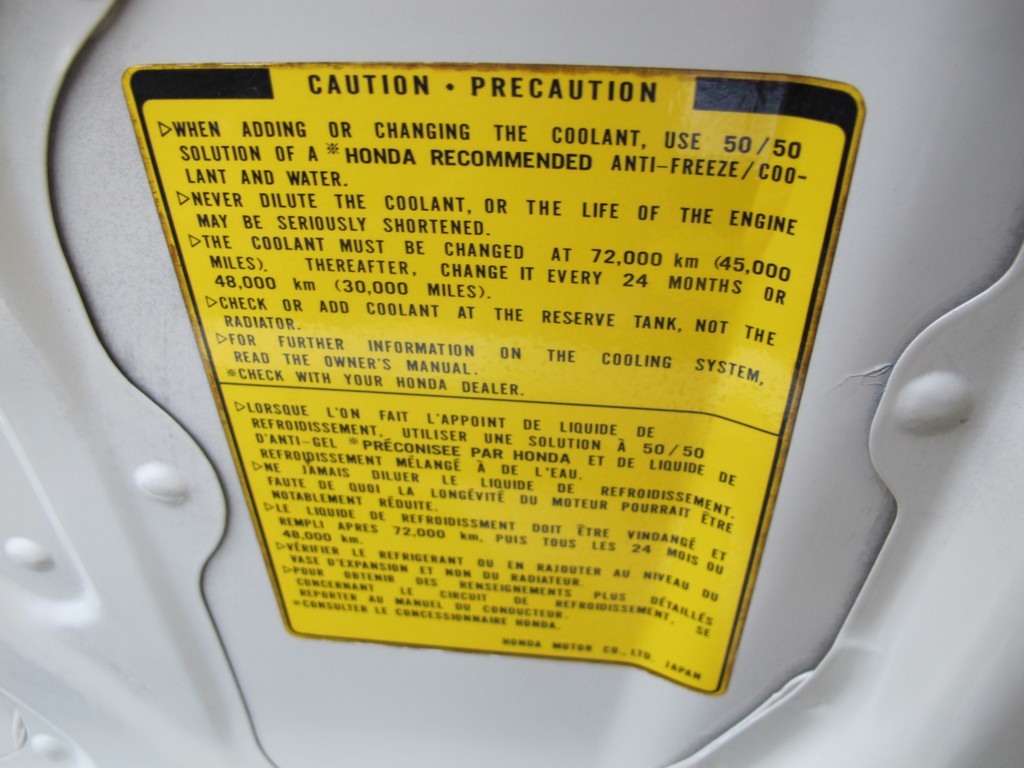 CAUTION • PRECAUTION
▷WHEN ADDING OR CHANGING THE COOLANT, USE 50/50
SOLUTION OF A ※HONDA RECOMMENDED ANTI-FREEZE/COO-
LANT AND WATER.
▷NEVER DILUTE THE COOLANT, OR THE LIFE OF THE ENGINE
MAY BE SERIOUSLY SHORTENED.
▷THE COOLANT MUST BE CHANGED AT 72,000 km (45,000
MILES). THEREAFTER, CHANGE IT EVERY 24 MONTHS OR
48,000 km (30,000 MILES).
▷CHECK OR ADD COOLANT AT THE RESERVE TANK, NOT THE
RADIATOR.
▷FOR FURTHER INFORMATION ON THE COOLING SYSTEM,
READ THE OWNER'S MANUAL.
※CHECK WITH YOUR HONDA DEALER.
▷LORSQUE L'ON FAIT L'APPOINT DE LIQUIDE DE
REFROIDISSEMENT, UTILISER UNE SOLUTION À 50/50
D'ANTI-GEL ※PRÉCONISEE PAR HONDA ET DE LIQUIDE DE
REFROIDISSEMENT MÉLANGÉ À DE L'EAU.
▷NE JAMAIS DILUER LE LIQUIDE DE REFROIDISSEMENT.
FAUTE DE QUOI LA LONGÉVITÉ DU MOTEUR POURRAIT ÊTRE
NOTABLEMENT RÉDUITE.
▷LE LIQUIDE DE REFROIDISSMENT DOIT ÊTRE VINDANGÉ ET
REMPLI APRES 72,000 km, PUIS TOUS LES 24 MOIS OU
48,000 km.
▷VÉRIFIER LE REFRIGERANT OU EN RAJOUTER AU NIVEAU DU
VASE D'EXPANSION ET NON DU RADIATEUR.
▷POUR OBTENIR DES RENSEIGNEMENTS PLUS DÉTAILLÉS
CONCERNANT LE CIRCUIT DE REFROIDISSEMENT, SE
REPORTER AU MANUEL DU CONDUCTEUR.
※CONSULTER LE CONCESSIONNAIRE HONDA.
HONDA MOTOR CO., LTD. JAPAN